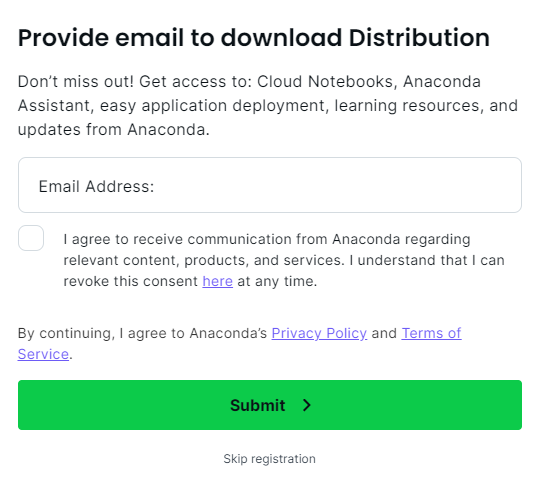 Provide email to download Distribution
Don’t miss out! Get access to: Cloud Notebooks, Anaconda
Assistant, easy application deployment, learning resources, and
updates from Anaconda.
Email Address:
I agree to receive communication from Anaconda regarding
relevant content, products, and services. I understand that I can
revoke this consent here at any time.
By continuing, I agree to Anaconda’s Privacy Policy and Terms of
Service.
Submit
Skip registration